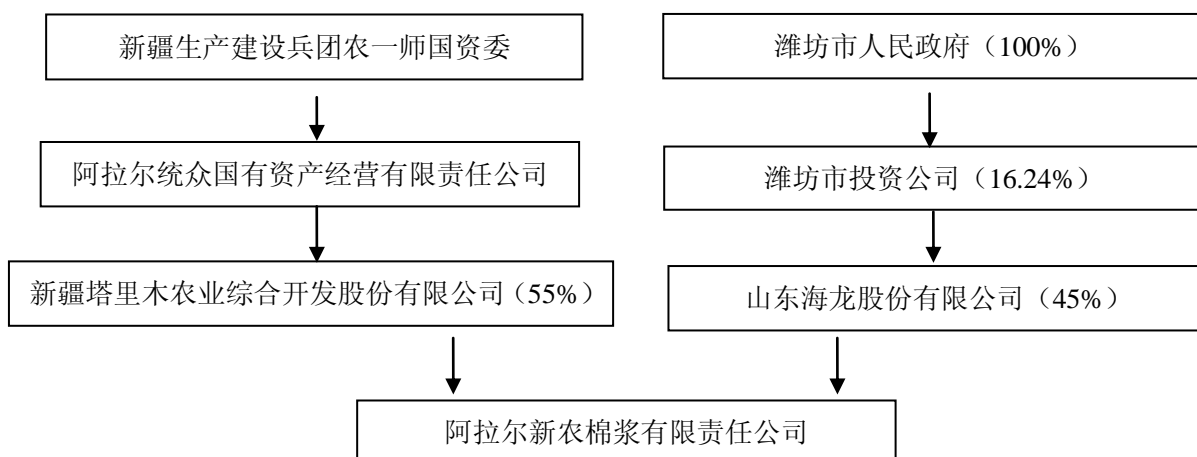 新疆生产建设兵团农一师国资委
潍坊市人民政府（100%）
阿拉尔统众国有资产经营有限责任公司
潍坊市投资公司（16.24%）
新疆塔里木农业综合开发股份有限公司（55%）
山东海龙股份有限公司（45%）
阿拉尔新农棉浆有限责任公司